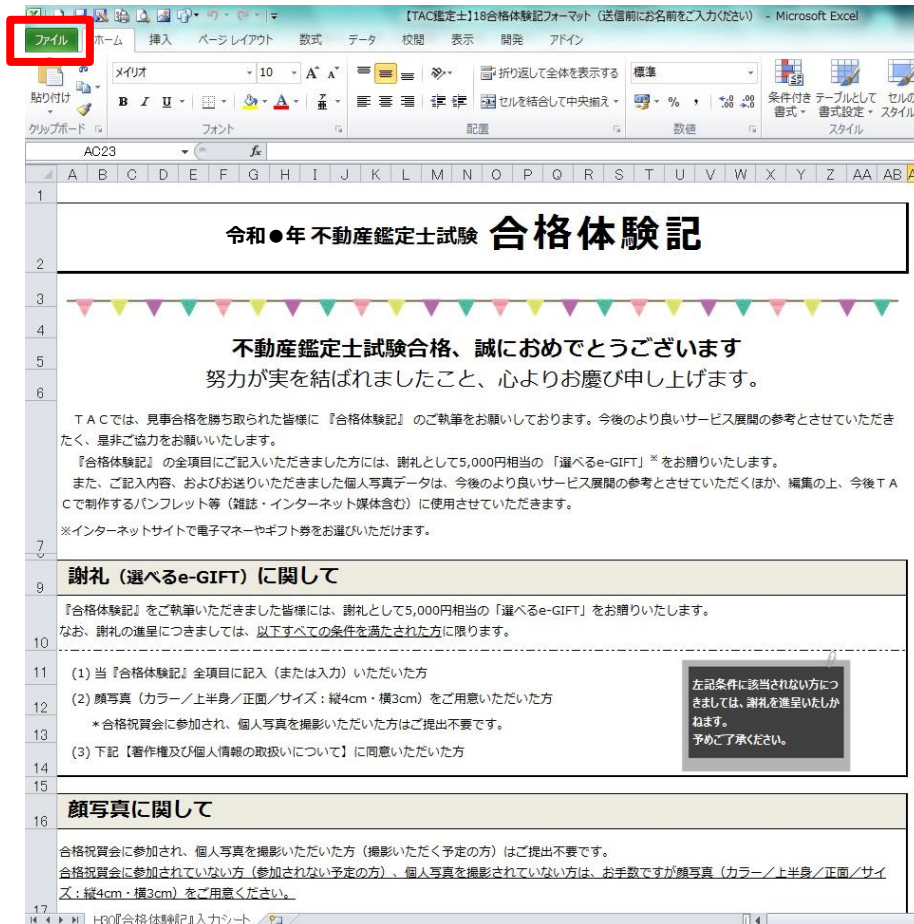 【TAC鑑定士】18合格体験記フォーマット（送信前にお名前をご入力ください） - Microsoft Excel
ファイル ホーム 挿入 ページ レイアウト 数式 データ 校閲 表示 開発 アドイン
メイリオ 10 A A 折り返して全体を表示する 標準
貼り付け B I U A セルを結合して中央揃え % , 条件付き書式 テーブルとして書式設定 セルの スタイル
クリップボード フォント 配置 数値 スタイル
AC23 fx
A B C D E F G H I J K L M N O P Q R S T U V W X Y Z AA AB
1
令和●年 不動産鑑定士試験 合格体験記
2
3
4
不動産鑑定士試験合格、誠におめでとうございます
5
努力が実を結ばれましたこと、心よりお慶び申し上げます。
6
ＴＡＣでは、見事合格を勝ち取られた皆様に 『合格体験記』 のご執筆をお願いしております。今後のより良いサービス展開の参考とさせていただき
たく、是非ご協力をお願いいたします。
『合格体験記』 の全項目にご記入いただきました方には、謝礼として5,000円相当の 「選べるe-GIFT」※ をお贈りいたします。
また、ご記入内容、およびお送りいただきました個人写真データは、今後のより良いサービス展開の参考とさせていただくほか、編集の上、今後ＴＡ
Ｃで制作するパンフレット等（雑誌・インターネット媒体含む）に使用させていただきます。
※インターネットサイトで電子マネーやギフト券をお選びいただけます。
7
謝礼（選べるe-GIFT）に関して
9
『合格体験記』をご執筆いただきました皆様には、謝礼として5,000円相当の「選べるe-GIFT」をお贈りいたします。
なお、謝礼の進呈につきましては、以下すべての条件を満たされた方に限ります。
10
11 (1) 当『合格体験記』全項目に記入（または入力）いただいた方
12 (2) 顔写真（カラー／上半身／正面／サイズ：縦4cm・横3cm）をご用意いただいた方
13 ＊合格祝賀会に参加され、個人写真を撮影いただいた方はご提出不要です。
14 (3) 下記【著作権及び個人情報の取扱いについて】に同意いただいた方
左記条件に該当されない方につ
きましては、謝礼を進呈いたしか
ねます。
予めご了承ください。
15
16 顔写真に関して
合格祝賀会に参加され、個人写真を撮影いただいた方（撮影いただく予定の方）はご提出不要です。
合格祝賀会に参加されていない方（参加されない予定の方）、個人写真を撮影されていない方は、お手数ですが顔写真（カラー／上半身／正面／サイ
ズ：縦4cm・横3cm）をご用意ください。
17
H30『合格体験記』入力シート